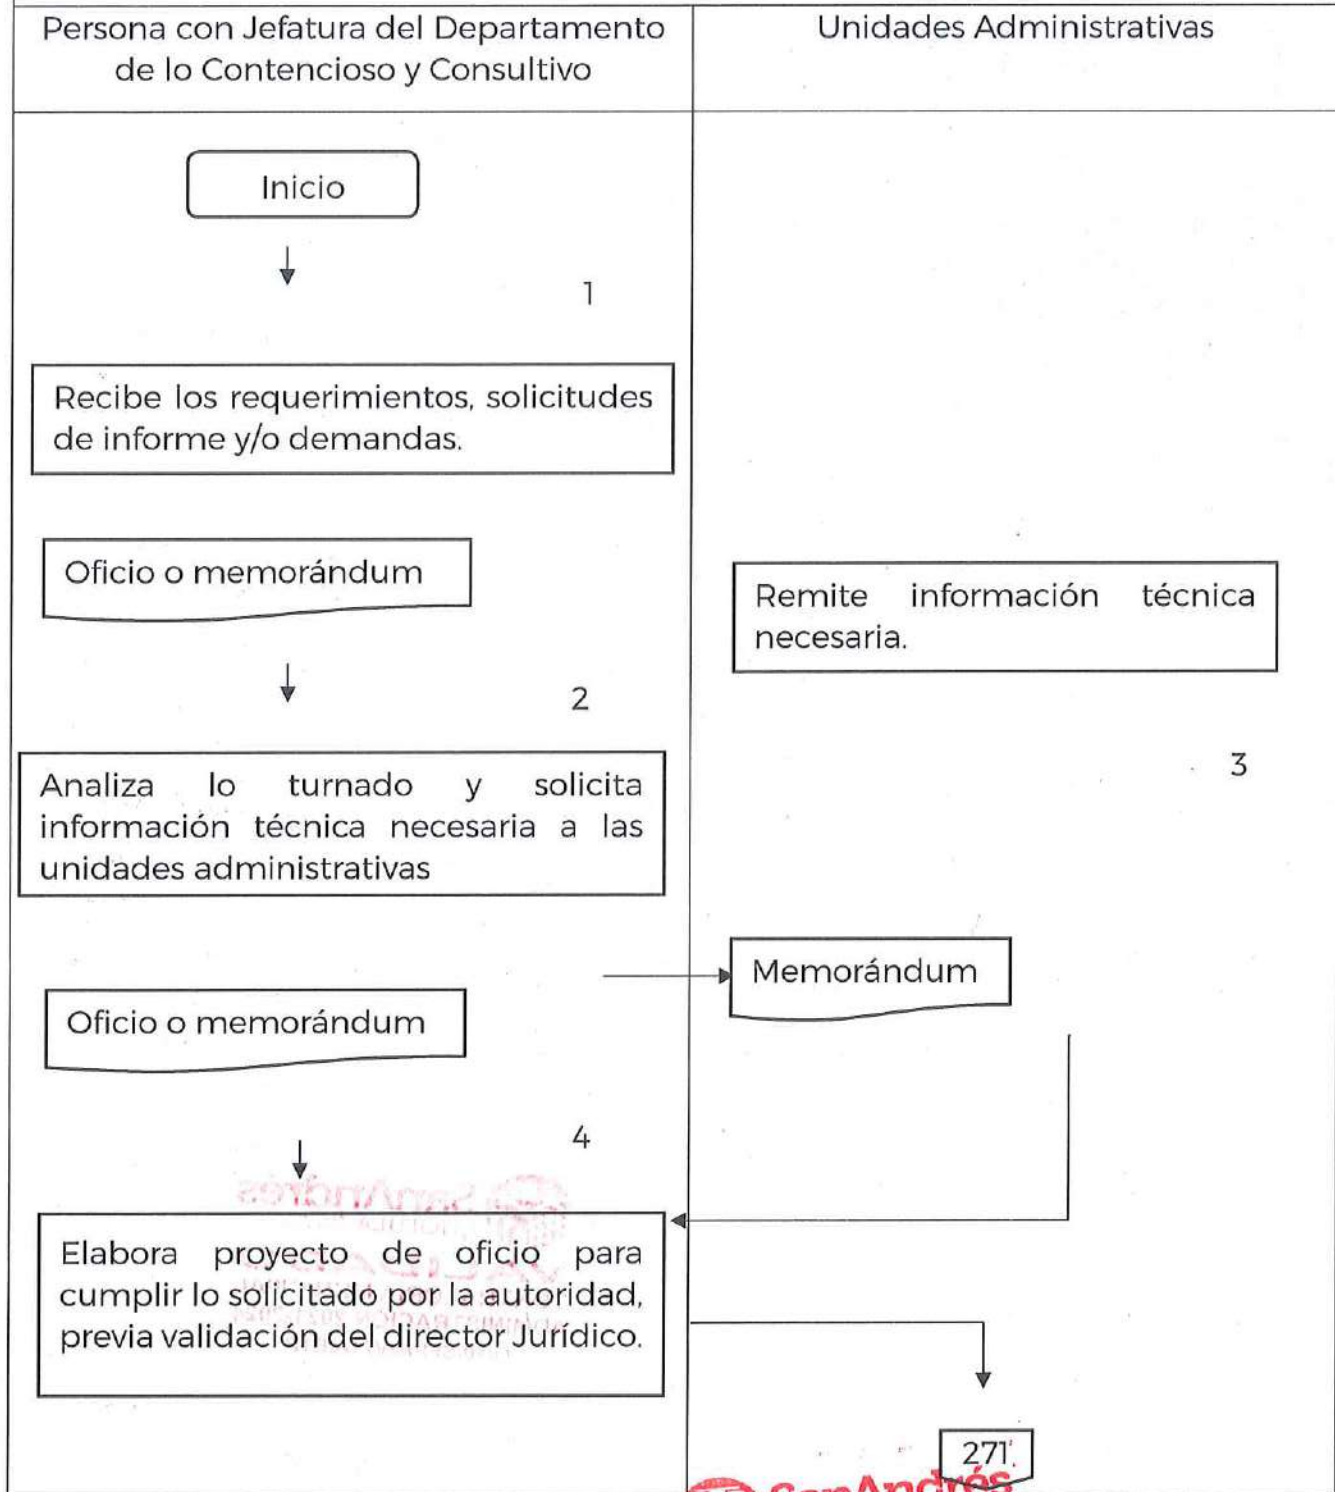 Persona con Jefatura del Departamento
de lo Contencioso y Consultivo
Unidades Administrativas
Inicio
1
Recibe los requerimientos, solicitudes
de informe y/o demandas.
Oficio o memorándum
2
Analiza lo turnado y solicita
información técnica necesaria a las
unidades administrativas
Oficio o memorándum
Remite información técnica
necesaria.
3
Memorándum
4
Elabora proyecto de oficio para
cumplir lo solicitado por la autoridad,
previa validación del director Jurídico.
271
SanAndrés